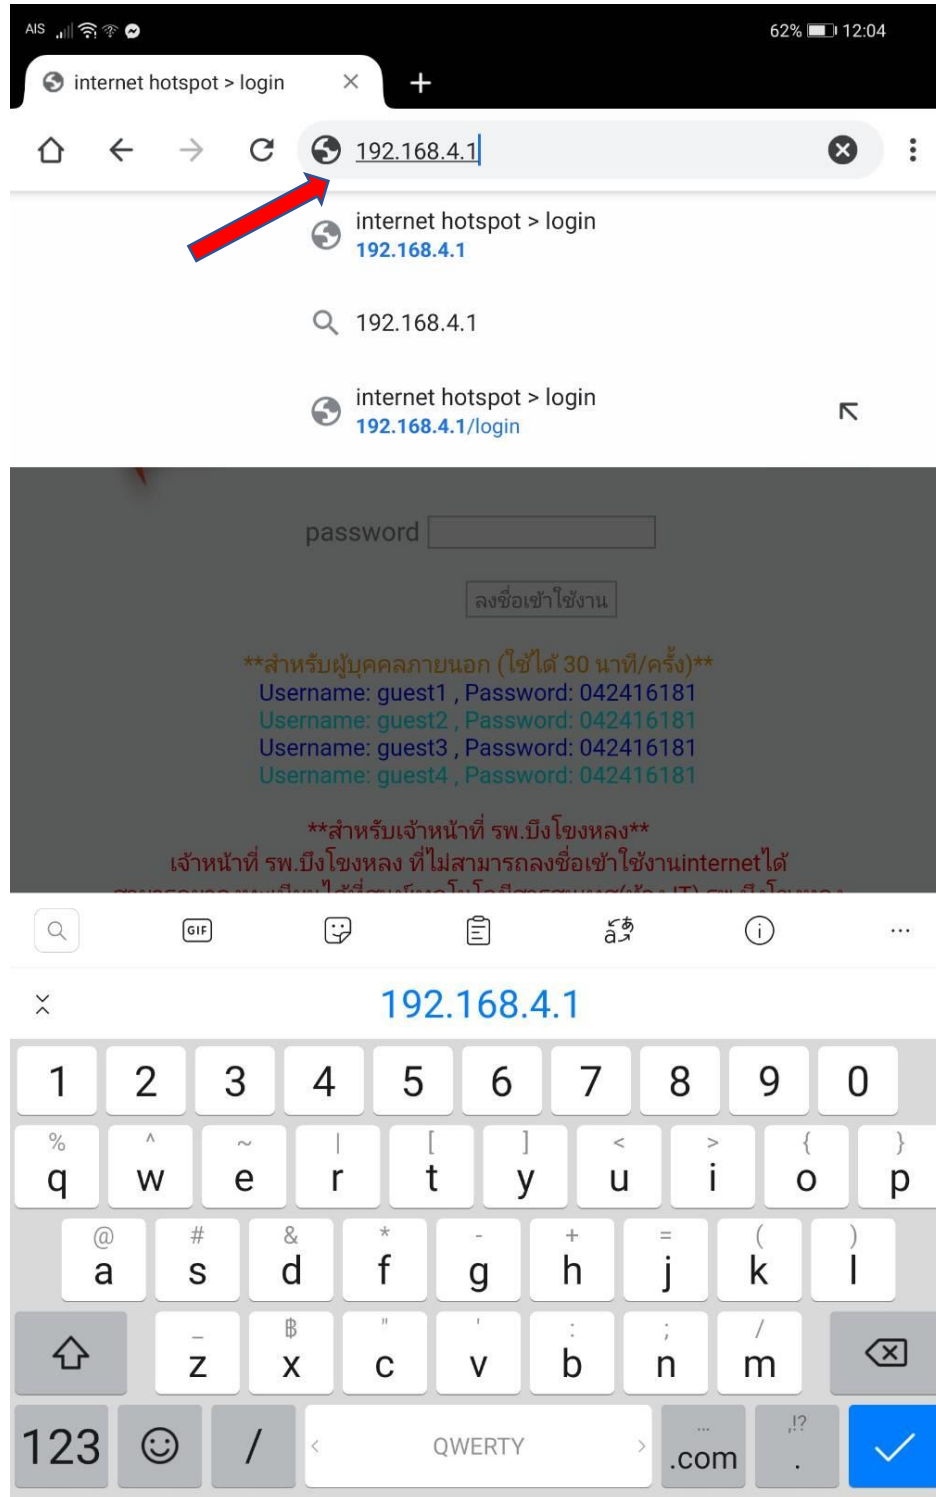 AIS 62% 12:04
internet hotspot > login
192.168.4.1
internet hotspot > login
192.168.4.1
192.168.4.1
internet hotspot > login
192.168.4.1/login
password
ลงชื่อเข้าใช้งาน
**สำหรับผู้บุคคลภายนอก (ใช้ได้ 30 นาที/ครั้ง)**
Username: guest1 , Password: 042416181
Username: guest2 , Password: 042416181
Username: guest3 , Password: 042416181
Username: guest4 , Password: 042416181
**สำหรับเจ้าหน้าที่ รพ.บึงโขงหลง**
เจ้าหน้าที่ รพ.บึงโขงหลง ที่ไม่สามารถลงชื่อเข้าใช้งานinternetได้
GIF
192.168.4.1
1 2 3 4 5 6 7 8 9 0
% ^ ~ | [ ] < > { }
q w e r t y u i o p
@ # & * - + = ( )
a s d f g h j k l
_ ฿ " ' : ; /
z x c v b n m
... ,!?
123 / < QWERTY > .com .